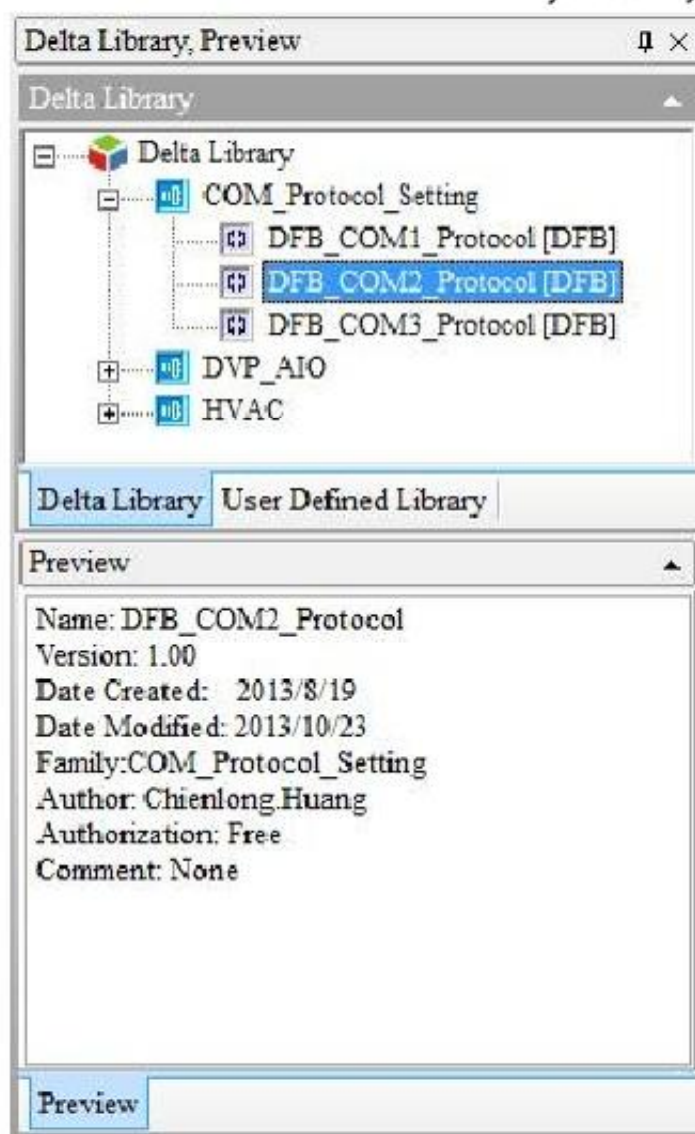 Delta Library, Preview
Delta Library
Delta Library
COM_Protocol_Setting
DFB_COM1_Protocol [DFB]
DFB_COM2_Protocol [DFB]
DFB_COM3_Protocol [DFB]
DVP_AIO
HVAC
Delta Library User Defined Library
Preview
Name: DFB_COM2_Protocol
Version: 1.00
Date Created: 2013/8/19
Date Modified: 2013/10/23
Family:COM_Protocol_Setting
Author: Chienlong.Huang
Authorization: Free
Comment: None
Preview